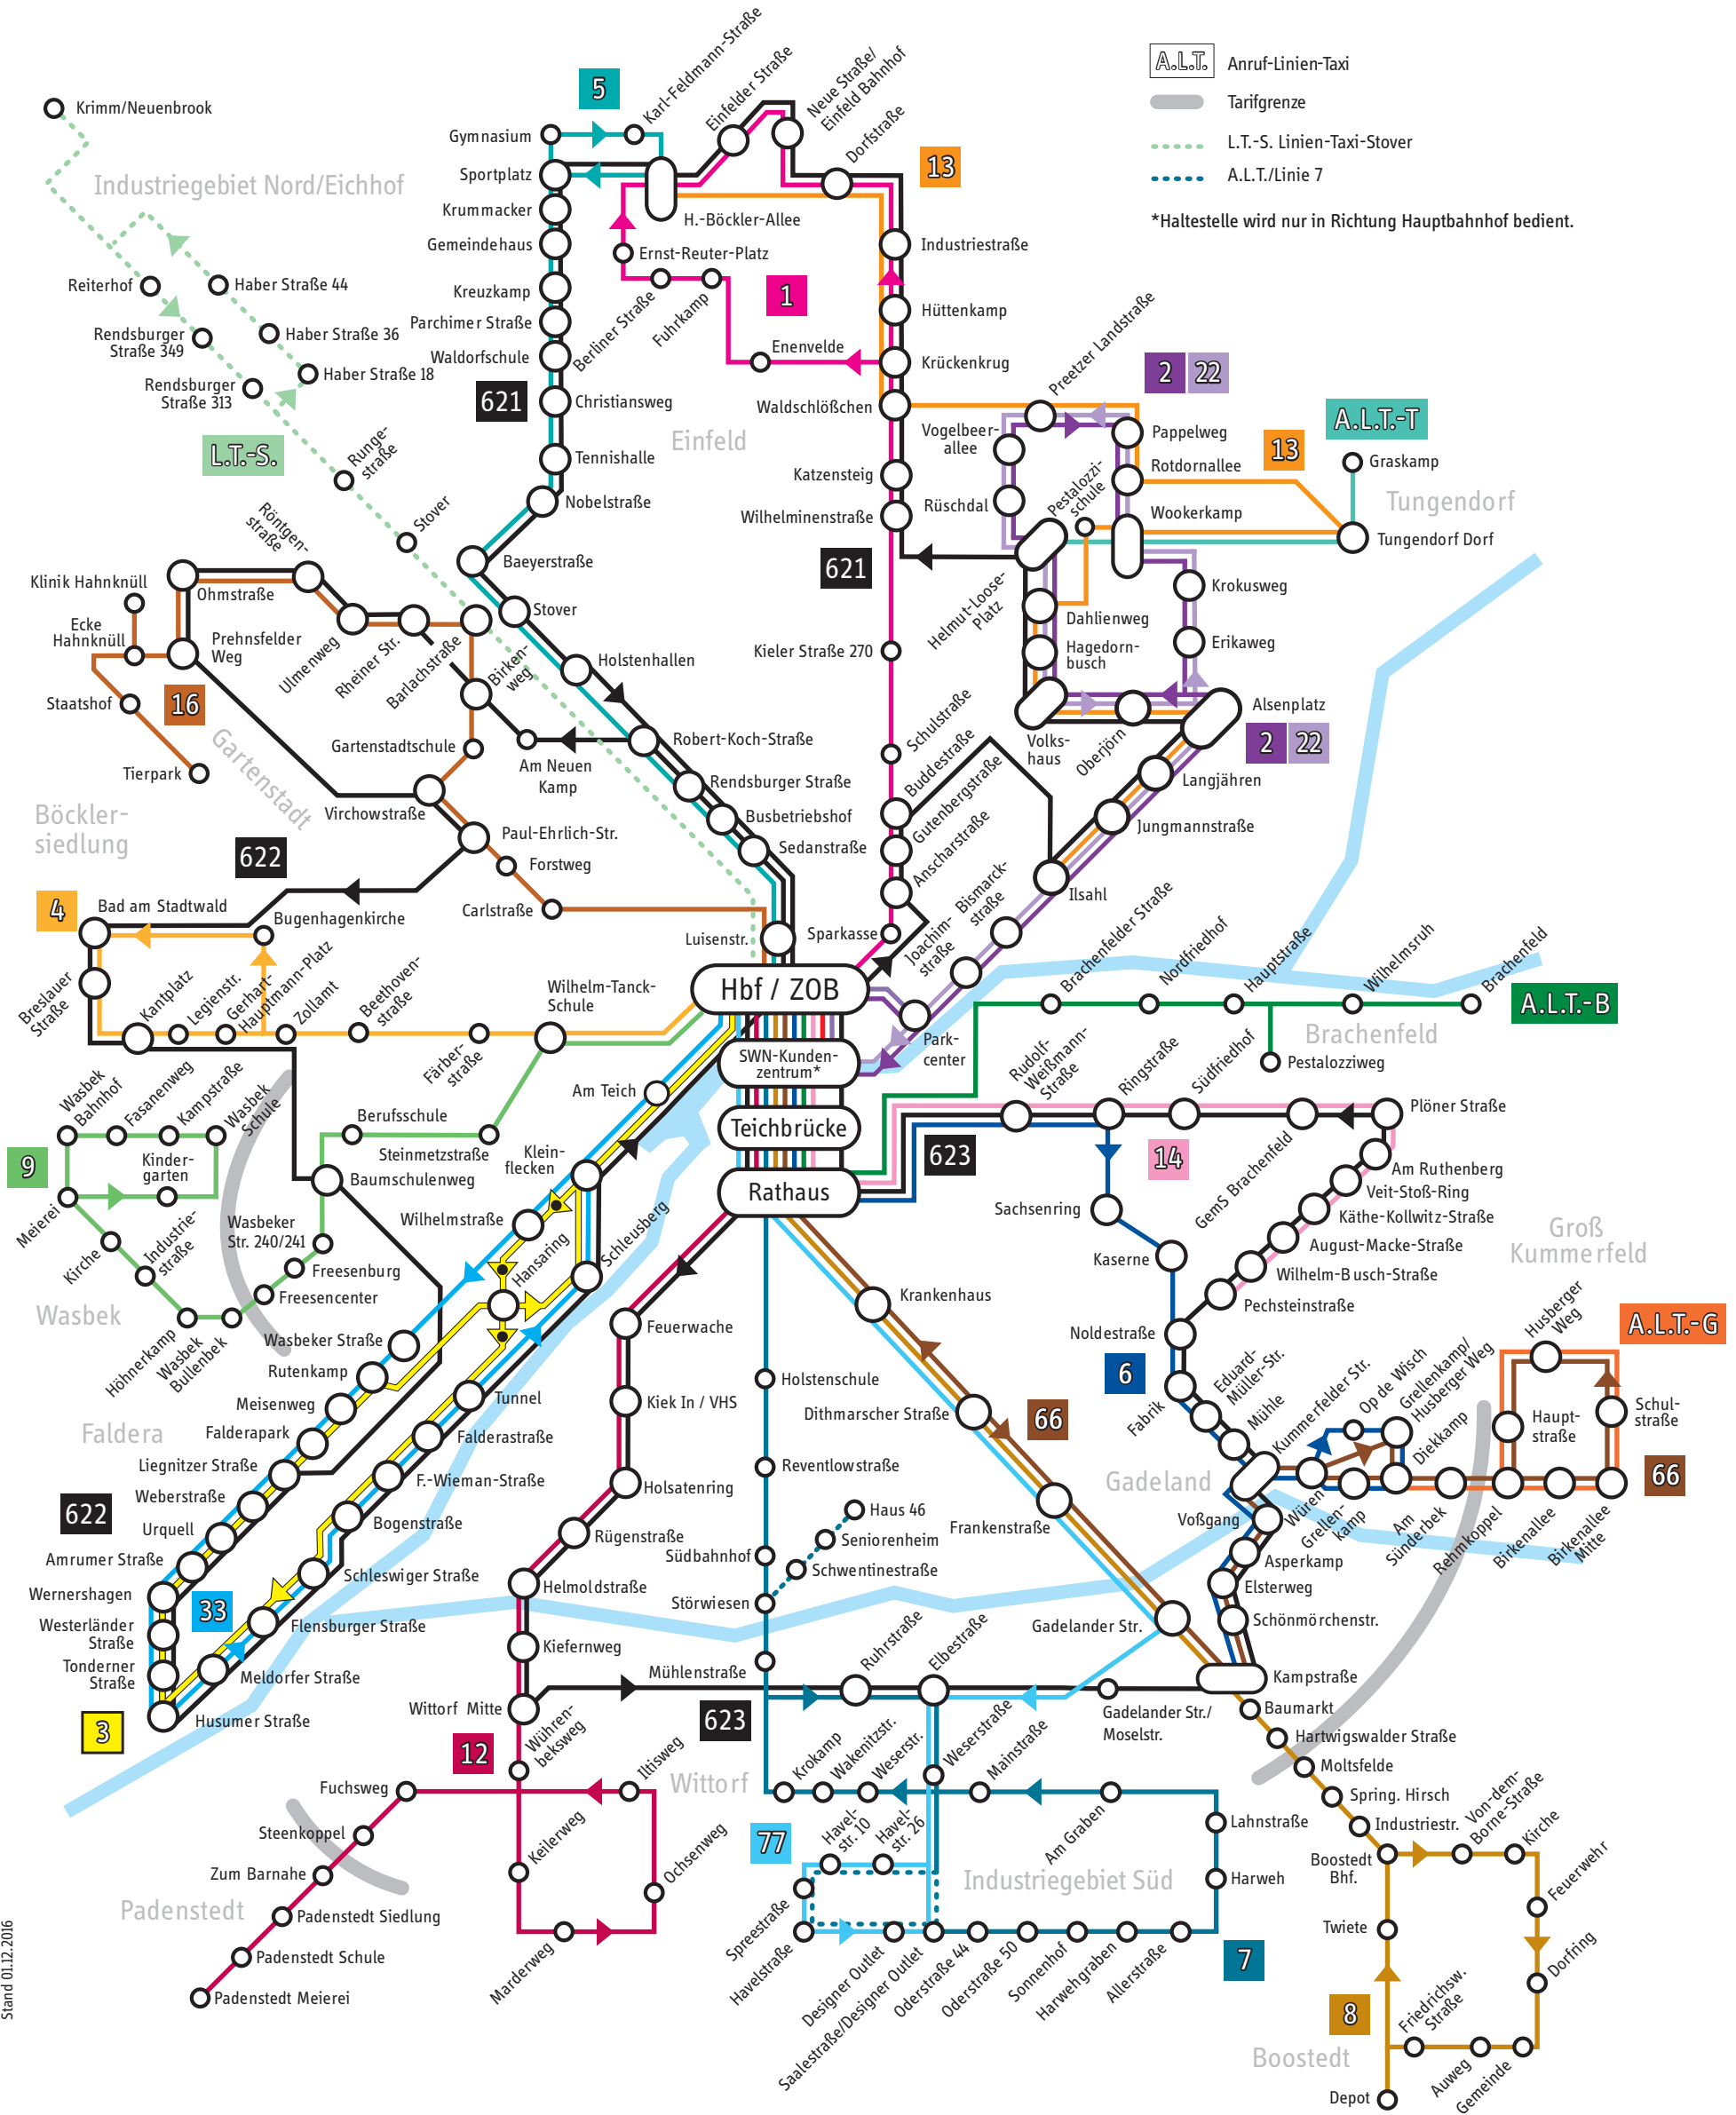 A.L.T.
Anruf-Linien-Taxi
Tarifgrenze
L.T.-S. Linien-Taxi-Stover
A.L.T./Linie 7
*Haltestelle wird nur in Richtung Hauptbahnhof bedient.
Krimm/Neuenbrook
Industriegebiet Nord/Eichhof
Reiterhof
Haber Straße 44
Rendsburger
Straße 349
Haber Straße 36
Rendsburger
Straße 313
Haber Straße 18
L.T.-S.
Runge-
straße
Stover
5
Gymnasium
Karl-Feldmann-Straße
Einfelder Straße
Neue Straße/
Einfeld Bahnhof
Dorfstraße
13
Sportplatz
Krummacker
H.-Böckler-Allee
Gemeindehaus
Ernst-Reuter-Platz
Industriestraße
Kreuzkamp
Berliner Straße
Fuhrkamp
1
Parchimer Straße
Hüttenkamp
Waldorfschule
Enenvelde
Krückenkrug
621
Christiansweg
Waldschlößchen
Einfeld
Tennishalle
Katzensteig
Nobelstraße
Wilhelminenstraße
Baeyerstraße
621
Stover
Holstenhallen
Kieler Straße 270
Preetzer Landstraße
2
22
A.L.T.-T
Vogelbeer-
allee
Pappelweg
13
Graskamp
Rotdornallee
Tungendorf
Rüschdal
Pestalozzi-
schule
Wookerkamp
Tungendorf Dorf
Helmut-Loose-
Platz
Krokusweg
Dahlienweg
Hagedorn-
busch
Erikaweg
Alsenplatz
Volks-
haus
Oberjörn
2
22
Langjähren
Jungmannstraße
Ilsahl
Röntgen-
straße
Klinik Hahnknüll
Ohmstraße
Ecke
Hahnknüll
Prehnsfelder
Weg
Ulmenweg
Rheiner Str.
Barlachstraße
Birken-
weg
Staatshof
16
Gartenstadt
Tierpark
Gartenstadtschule
Am Neuen
Kamp
Robert-Koch-Straße
Virchowstraße
Rendsburger Straße
Böckler-
siedlung
Paul-Ehrlich-Str.
Busbetriebshof
622
Forstweg
Sedanstraße
Carlstraße
Luisenstr.
Schulstraße
Buddestraße
Gutenbergstraße
Anscharstraße
Sparkasse
Joachim-
straße
Bismarck-
straße
4
Bad am Stadtwald
Bugenhagenkirche
Breslauer
Straße
Kantplatz
Legienstr.
Gerhart-
Hauptmann-Platz
Zollamt
Beethoven-
straße
Färber-
straße
Wilhelm-Tanck-
Schule
Hbf / ZOB
SWN-Kunden-
zentrum*
Park-
center
Teichbrücke
Rathaus
Brachenfelder Straße
Nordfriedhof
Hauptstraße
Wilhelmsruh
Brachenfeld
A.L.T.-B
Brachenfeld
Pestalozziweg
Rudolf-
Weißmann-
Straße
Ringstraße
Südfriedhof
Plöner Straße
623
14
GemS Brachenfeld
Am Ruthenberg
Veit-Stoß-Ring
Käthe-Kollwitz-Straße
August-Macke-Straße
Wilhelm-Busch-Straße
Pechsteinstraße
Sachsenring
Kaserne
Noldestraße
6
Fabrik
Eduard-
Müller-Str.
Mühle
Gadeland
Voßgang
Asperkamp
Elsterweg
Schönmörchenstr.
Kampstraße
Kummerfelder Str.
Op de Wisch
Grellenkamp/
Husberger Weg
Diekkamp
Würen
Grellen-
kamp
Am
Sünderbek
Rehmkoppel
Birkenallee
Birkenallee
Mitte
Groß
Kummerfeld
Husberger
Weg
A.L.T.-G
Haupt-
straße
Schul-
straße
66
Wasbek
Bahnhof
Fasanenweg
Kampstraße
Wasbek
Schule
9
Kinder-
garten
Meierei
Kirche
Industrie-
straße
Wasbek
Höhnerkamp
Wasbek
Bullenbek
Freesencenter
Freesenburg
Wasbeker
Str. 240/241
Baumschulenweg
Berufsschule
Steinmetzstraße
Am Teich
Klein-
flecken
Wilhelmstraße
Hansaring
Schleusberg
Wasbeker Straße
Rutenkamp
Meisenweg
Faldera
Falderapark
Liegnitzer Straße
Weberstraße
622
Urquell
Amrumer Straße
Wernershagen
33
Westerländer
Straße
Tonderner
Straße
3
Husumer Straße
Meldorfer Straße
Flensburger Straße
Schleswiger Straße
Bogenstraße
F.-Wieman-Straße
Falderastraße
Tunnel
Feuerwache
Kiek In / VHS
Holsatenring
Rügenstraße
Helmoldstraße
Kiefernweg
Wittorf Mitte
12
Wühren-
beksweg
Iltisweg
Wittorf
Fuchsweg
Steenkoppel
Zum Barnahe
Padenstedt
Padenstedt Siedlung
Padenstedt Schule
Padenstedt Meierei
Keilerweg
Ochsenweg
Marderweg
Krankenhaus
Dithmarscher Straße
66
Frankenstraße
Gadelander Str.
Holstenschule
Reventlowstraße
Haus 46
Seniorenheim
Schwentinestraße
Südbahnhof
Störwiesen
Mühlenstraße
623
Ruhrstraße
Elbestraße
Gadelander Str./
Moselstr.
Krokamp
Wakenitzstr.
Weserstr.
Weserstraße
Mainstraße
Am Graben
Lahnstraße
Harweh
77
Havel-
str. 10
Havel-
str. 26
Industriegebiet Süd
Spreestraße
Havelstraße
Designer Outlet
Saalestraße/Designer Outlet
Oderstraße 44
Oderstraße 50
Sonnenhof
Harwehgraben
Allerstraße
7
Baumarkt
Hartwigswalder Straße
Moltsfelde
Spring. Hirsch
Industriestr.
Boostedt
Bhf.
Von-dem-
Borne-Straße
Kirche
Feuerwehr
Twiete
Dorfring
8
Friedrichsw.
Straße
Boostedt
Auweg
Gemeinde
Depot
Stand 01.12.2016